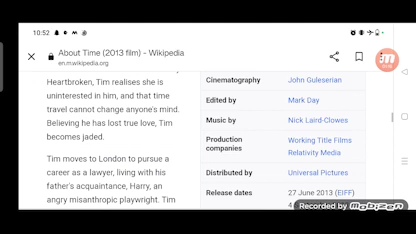 10:52
About Time (2013 film) - Wikipedia
en.m.wikipedia.org
Heartbroken, Tim realises she is
uninterested in him, and that time
travel cannot change anyone's mind.
Believing he has lost true love, Tim
becomes jaded.
Tim moves to London to pursue a
career as a lawyer, living with his
father's acquaintance, Harry, an
angry misanthropic playwright. Tim
Cinematography John Guleserian
Edited by Mark Day
Music by Nick Laird-Clowes
Production companies Working Title Films
Relativity Media
Distributed by Universal Pictures
Release dates 27 June 2013 (EIFF)
4
Recorded by MOBIZEN